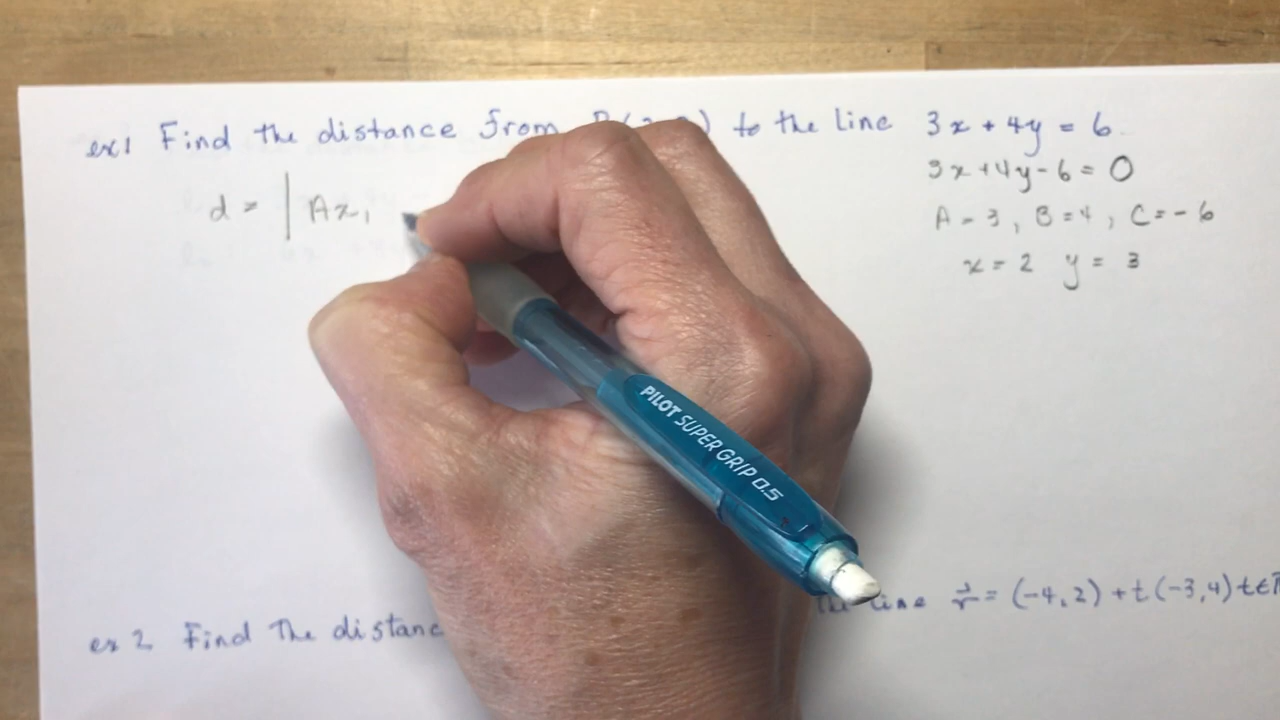 ex1 Find the distance from to the line 3x + 4y = 6
3x + 4y - 6 = 0
d = | Ax₁
A = 3, B = 4, C = - 6
x = 2 y = 3
PILOT SUPER GRIP 0.5
line r⃗ = (-4, 2) + t (-3, 4) t ∈
ex 2 Find the distanc